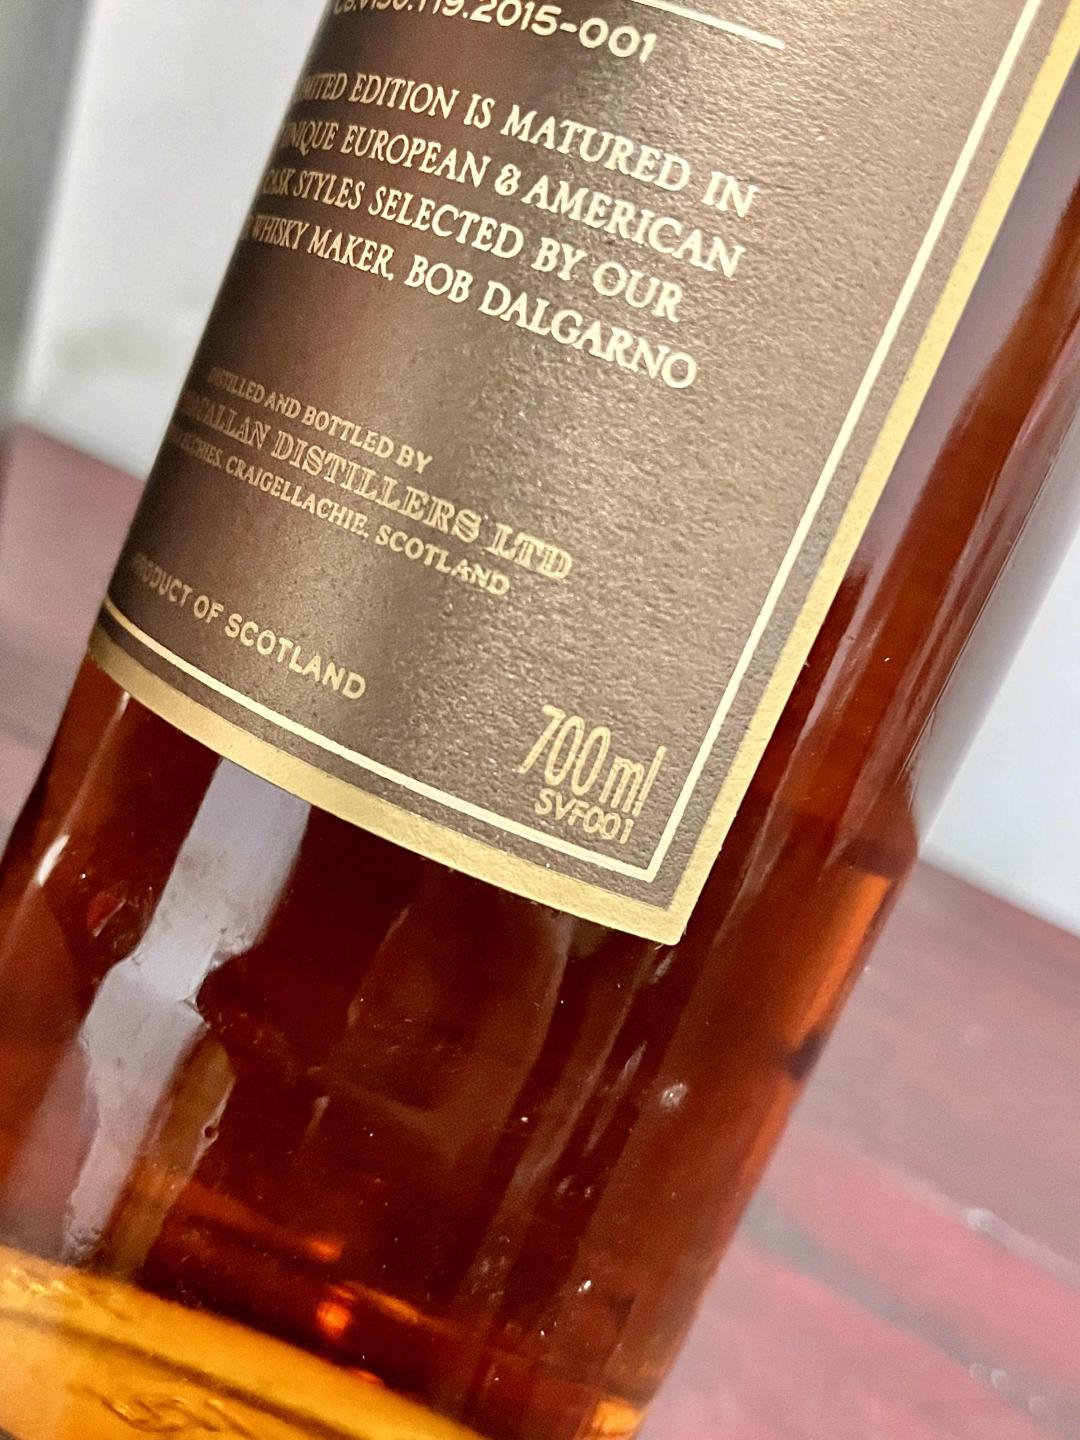 .2015-001
EDITION IS MATURED IN
UNIQUE EUROPEAN & AMERICAN
CASK STYLES SELECTED BY OUR
WHISKY MAKER, BOB DALGARNO
DISTILLED AND BOTTLED BY
MACALLAN DISTILLERS LTD
CRAIGELLACHIE, SCOTLAND
PRODUCT OF SCOTLAND
700ml
SVF001